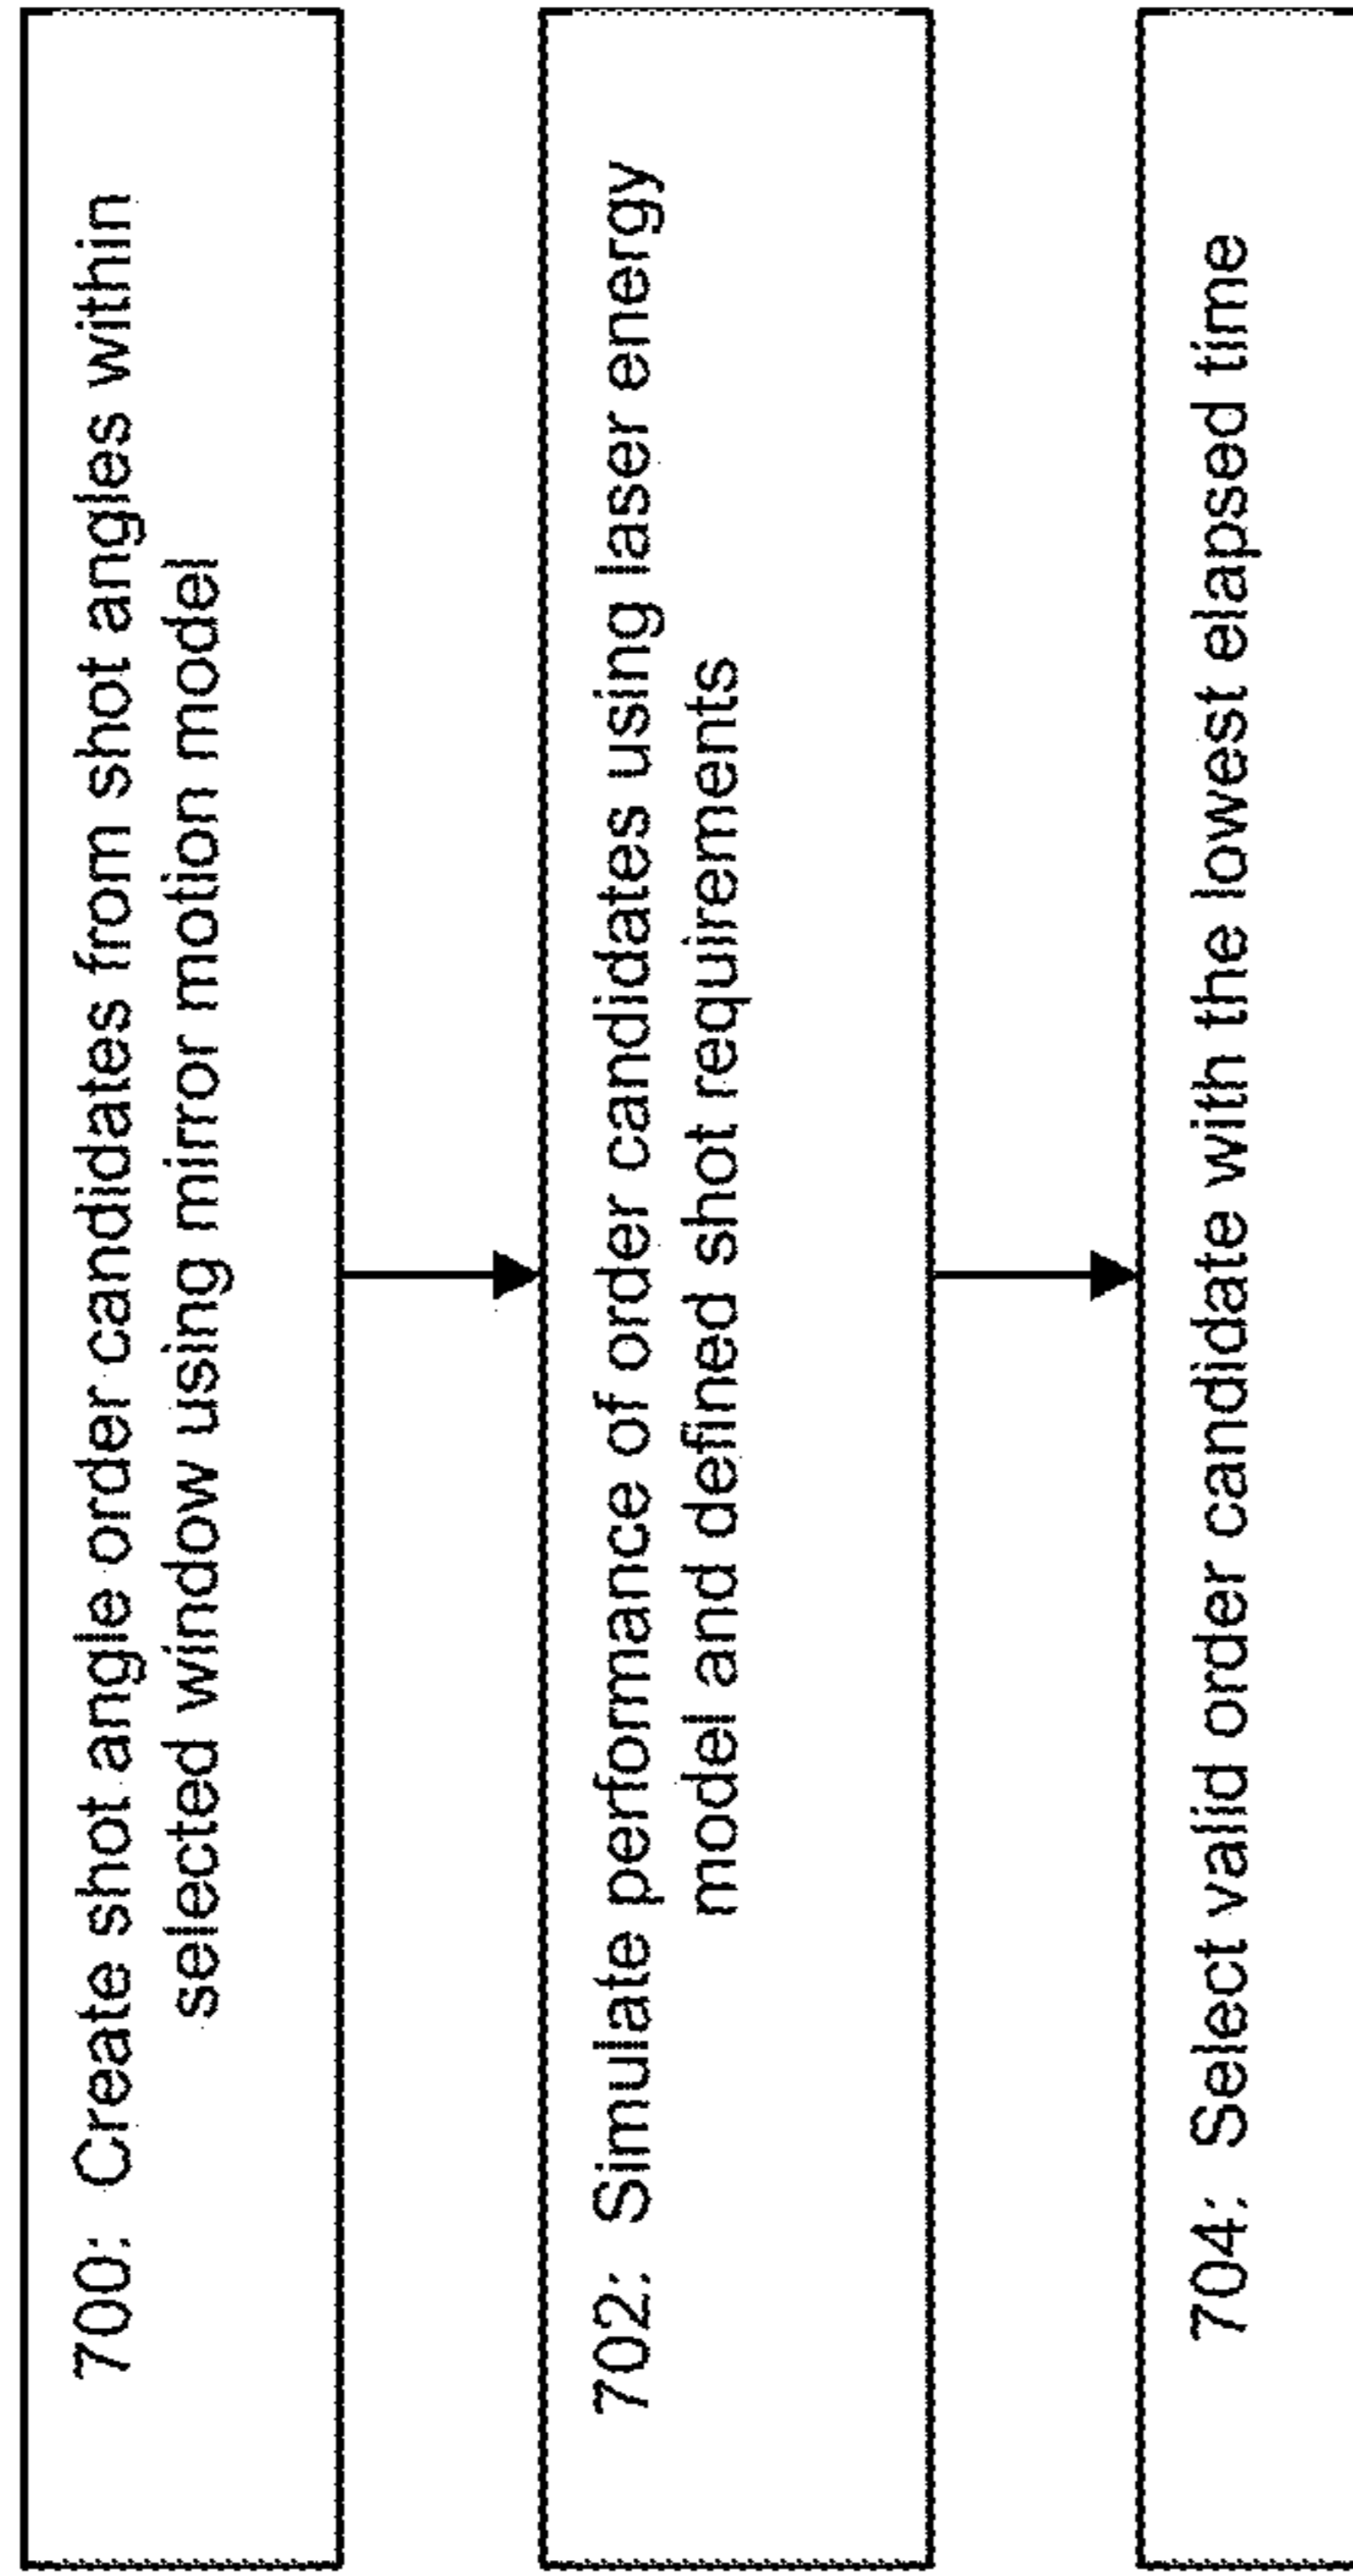 700: Create shot angle order candidates from shot angles within
selected window using mirror motion model
702: Simulate performance of order candidates using laser energy
model and defined shot requirements
704: Select valid order candidate with the lowest elapsed time